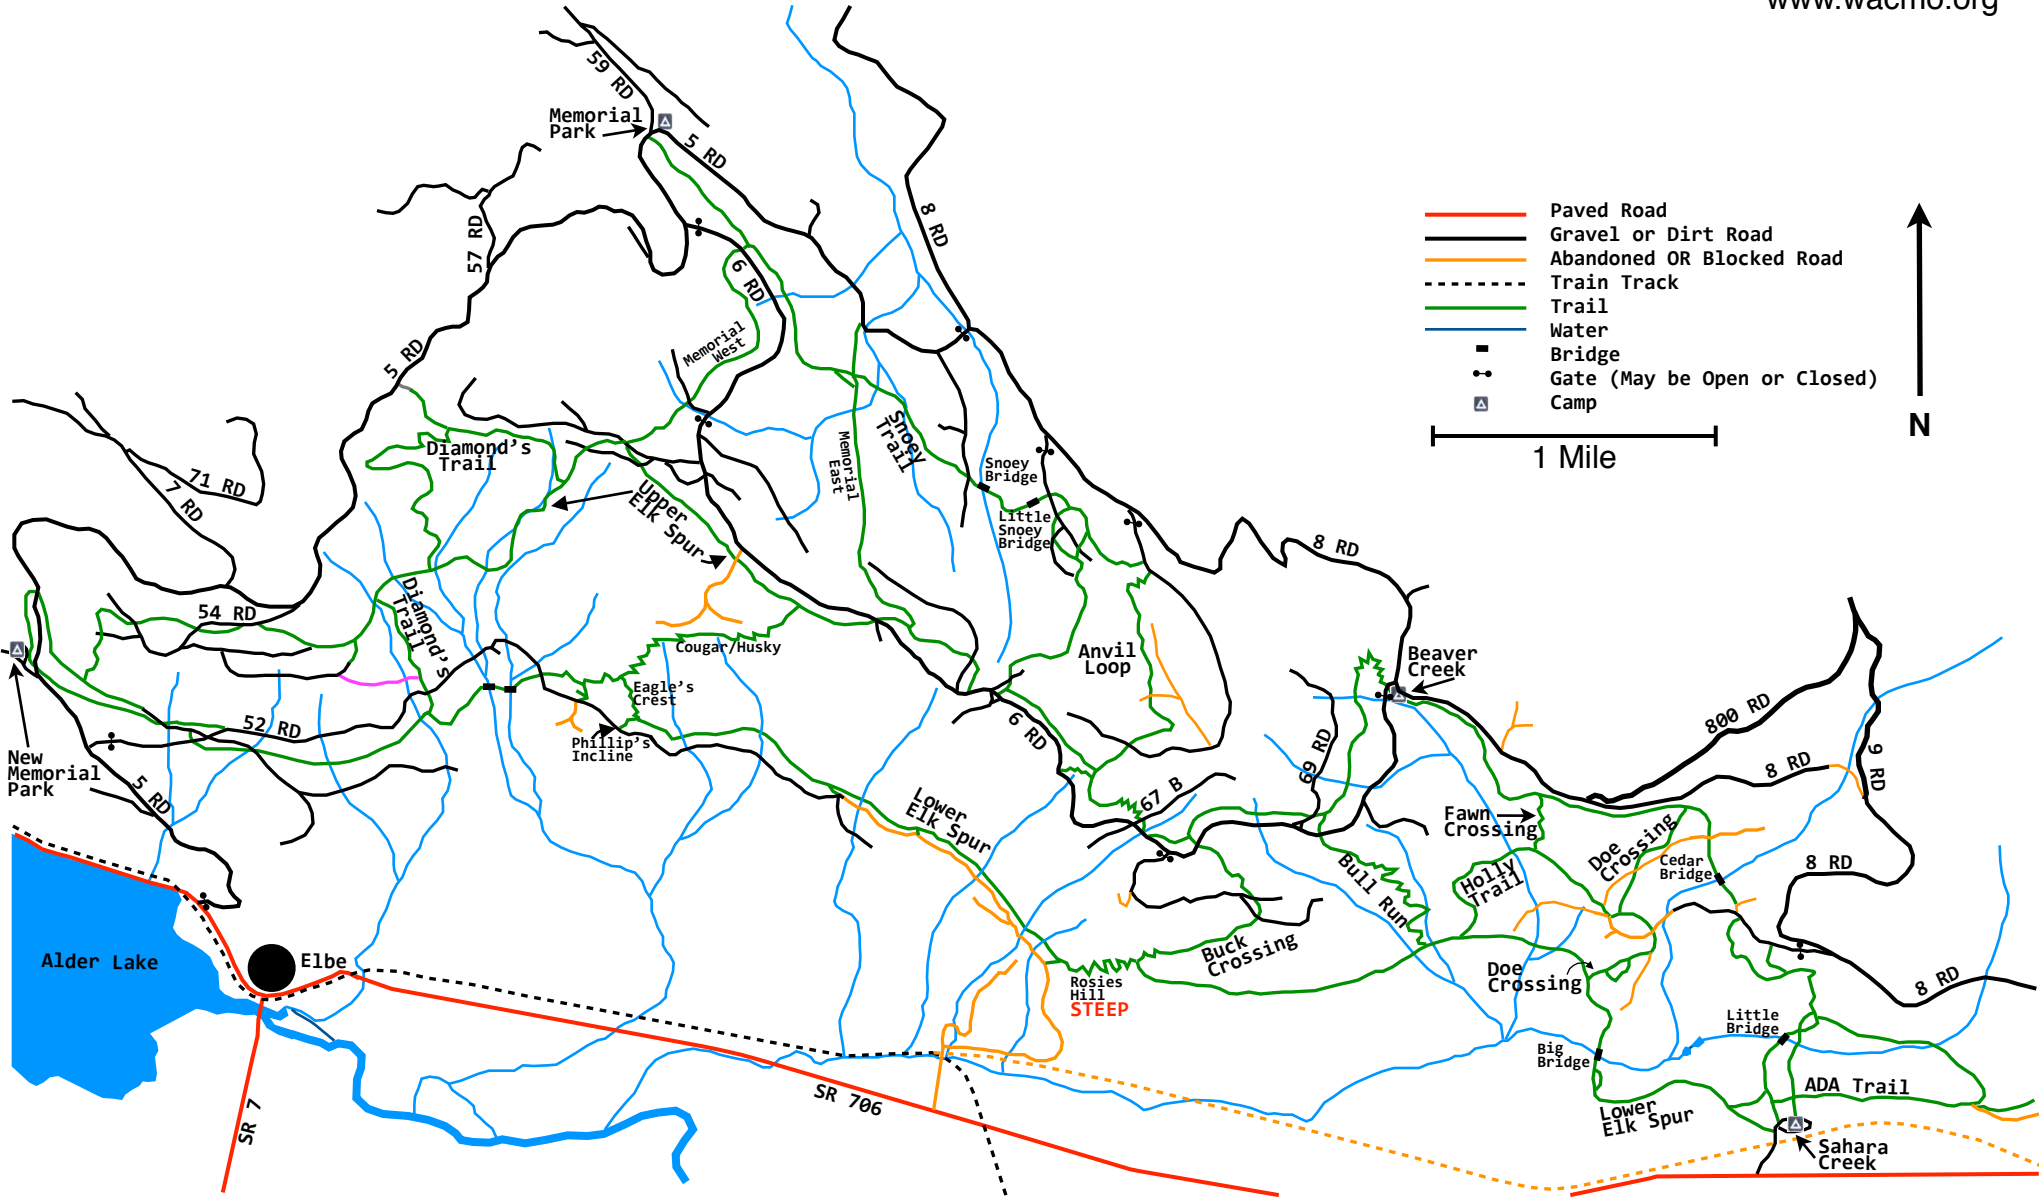 www.wacmo.org
59 RD
Memorial
Park
5 RD
8 RD
57 RD
6 RD
Paved Road
Gravel or Dirt Road
Abandoned OR Blocked Road
Train Track
Trail
Water
Bridge
Gate (May be Open or Closed)
Camp
N
1 Mile
Memorial
West
5 RD
Diamond's
Trail
Snoey
Trail
Memorial
East
Snoey
Bridge
Little
Snoey
Bridge
71 RD
7 RD
Upper
Elk Spur
8 RD
54 RD
Diamond's
Trail
Cougar/Husky
Anvil
Loop
Beaver
Creek
Eagle's
Crest
52 RD
6 RD
800 RD
Phillip's
Incline
69 RD
8 RD
9 RD
New
Memorial
Park
5 RD
67 B
Lower
Elk Spur
Fawn
Crossing
Doe
Crossing
Cedar
Bridge
8 RD
Holly
Trail
Bull Run
Buck
Crossing
Alder Lake
Elbe
Rosies
Hill
STEEP
Doe
Crossing
8 RD
Little
Bridge
Big
Bridge
ADA Trail
SR 7
SR 706
Lower
Elk Spur
Sahara
Creek